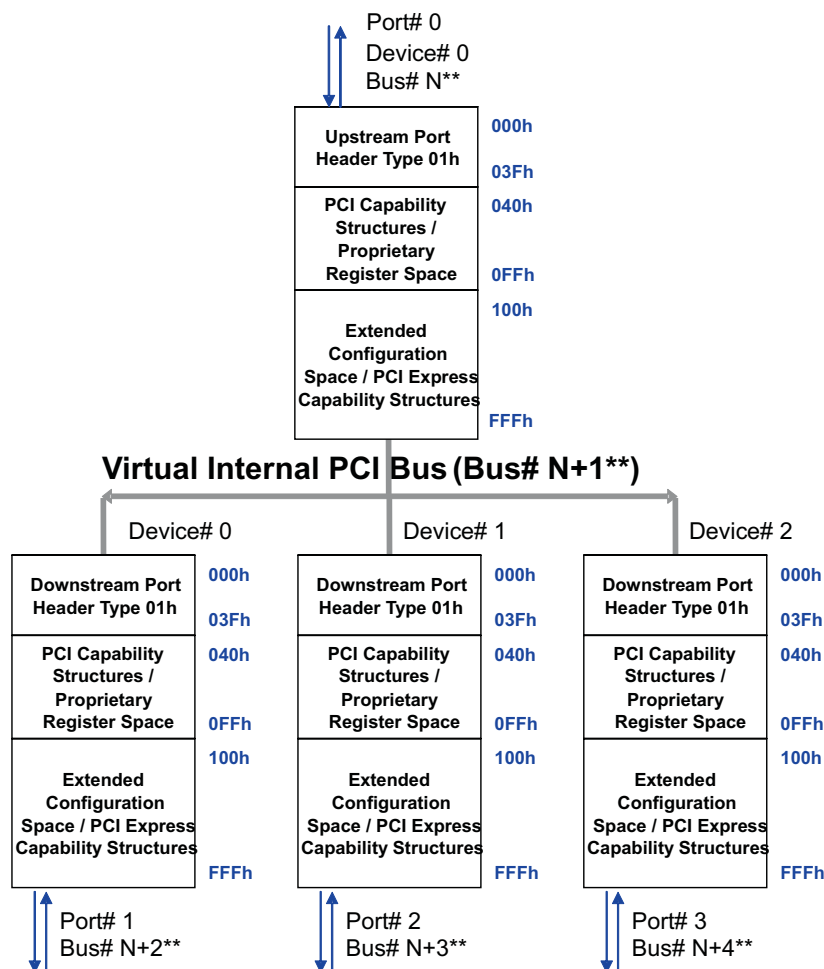 Port# 0
Device# 0
Bus# N**
Upstream Port
Header Type 01h
000h
03Fh
PCI Capability
Structures /
Proprietary
Register Space
040h
0FFh
Extended
Configuration
Space / PCI Express
Capability Structures
100h
FFFh
Virtual Internal PCI Bus (Bus# N+1**)
Device# 0
Downstream Port
Header Type 01h
000h
03Fh
PCI Capability
Structures /
Proprietary
Register Space
040h
0FFh
Extended
Configuration
Space / PCI Express
Capability Structures
100h
FFFh
Port# 1
Bus# N+2**
Device# 1
Downstream Port
Header Type 01h
000h
03Fh
PCI Capability
Structures /
Proprietary
Register Space
040h
0FFh
Extended
Configuration
Space / PCI Express
Capability Structures
100h
FFFh
Port# 2
Bus# N+3**
Device# 2
Downstream Port
Header Type 01h
000h
03Fh
PCI Capability
Structures /
Proprietary
Register Space
040h
0FFh
Extended
Configuration
Space / PCI Express
Capability Structures
100h
FFFh
Port# 3
Bus# N+4**